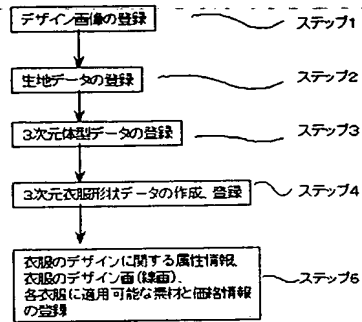 デザイン画像の登録
ステップ1
生地データの登録
ステップ2
3次元体型データの登録
ステップ3
3次元衣服形状データの作成、登録
ステップ4
衣服のデザインに関する属性情報、
衣服のデザイン画(線画)、
各衣服に適用可能な素材と価格情報
の登録
ステップ5